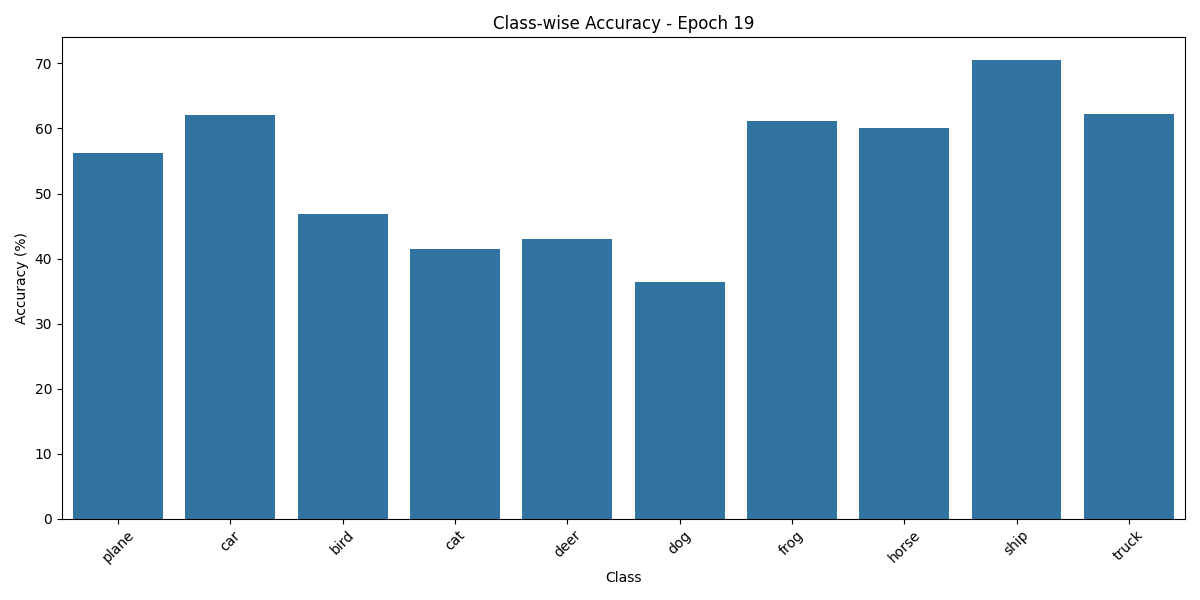 Class-wise Accuracy - Epoch 19
Accuracy (%)
70
60
50
40
30
20
10
0
plane
car
bird
cat
deer
dog
frog
horse
ship
truck
Class